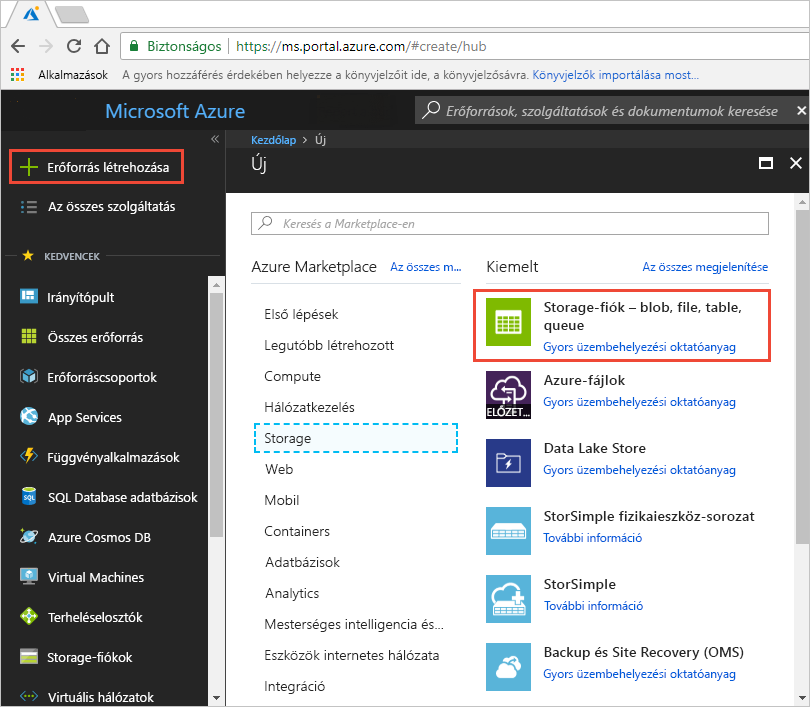 Biztonságos
https://ms.portal.azure.com/#create/hub
Alkalmazások
A gyors hozzáférés érdekében helyezze a könyvjelzőit ide, a könyvjelzősávra. Könyvjelzők importálása most...
Microsoft Azure
Erőforrások, szolgáltatások és dokumentumok keresése
Erőforrás létrehozása
Az összes szolgáltatás
KEDVENCEK
Irányítópult
Összes erőforrás
Erőforráscsoportok
App Services
Függvényalkalmazások
SQL Database adatbázisok
Azure Cosmos DB
Virtual Machines
Terheléselosztók
Storage-fiókok
Virtuális hálózatok
Kezdőlap > Új
Új
Keresés a Marketplace-en
Azure Marketplace
Az összes m...
Első lépések
Legutóbb létrehozott
Compute
Hálózatkezelés
Storage
Web
Mobil
Containers
Adatbázisok
Analytics
Mesterséges intelligencia és...
Eszközök internetes hálózata
Integráció
Kiemelt
Az összes megjelenítése
Storage-fiók – blob, file, table,
queue
Gyors üzembehelyezési oktatóanyag
ELŐZET...
Azure-fájlok
Gyors üzembehelyezési oktatóanyag
Data Lake Store
Gyors üzembehelyezési oktatóanyag
StorSimple fizikaieszköz-sorozat
További információ
StorSimple
További információ
Backup és Site Recovery (OMS)
Gyors üzembehelyezési oktatóanyag